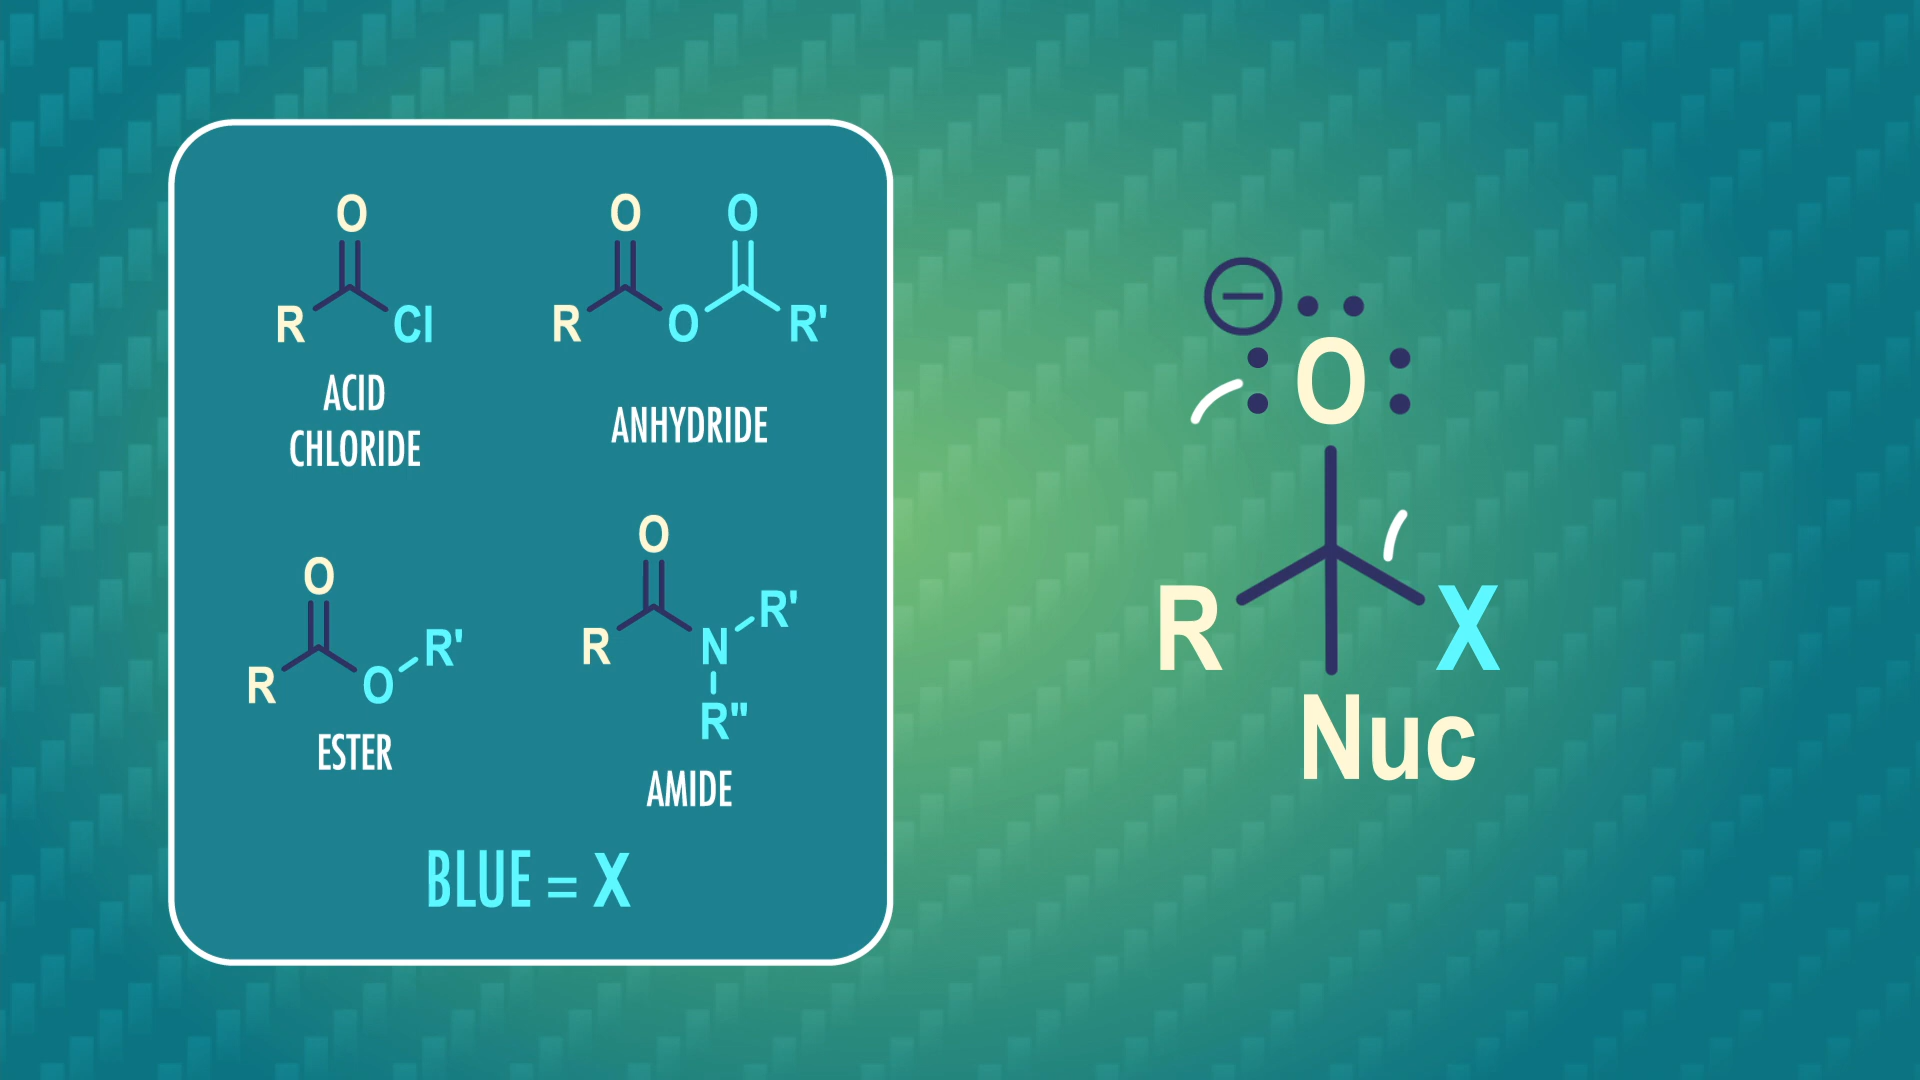 O
R Cl
ACID
CHLORIDE
O O
R O R'
ANHYDRIDE
O
R O R'
ESTER
O
R N R'
R"
AMIDE
BLUE = X
O
R X
Nuc